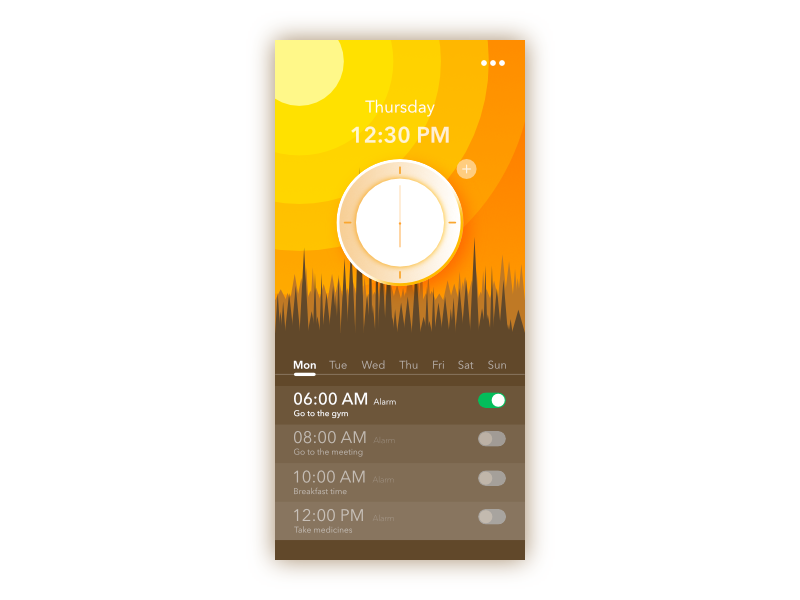 Thursday
12:30 PM
Mon Tue Wed Thu Fri Sat Sun
06:00 AM Alarm
Go to the gym
08:00 AM Alarm
Go to the meeting
10:00 AM Alarm
Breakfast time
12:00 PM Alarm
Take medicines